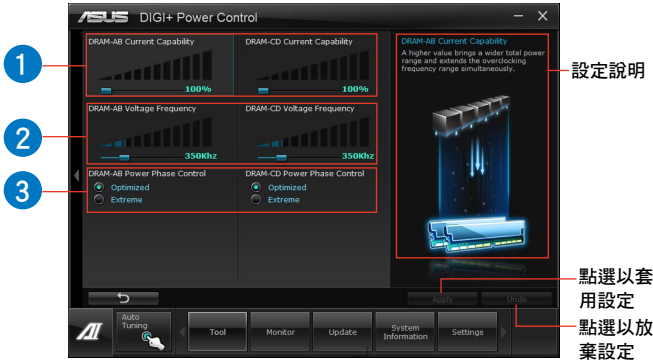 ASUS DIGI+ Power Control
DRAM-AB Current Capability
100%
DRAM-CD Current Capability
100%
1
DRAM-AB Voltage Frequency
350Khz
DRAM-CD Voltage Frequency
350Khz
2
DRAM-AB Power Phase Control
Optimized
Extreme
DRAM-CD Power Phase Control
Optimized
Extreme
3
DRAM-AB Current Capability
A higher value brings a wider total power
range and extends the overclocking
frequency range simultaneously.
設定說明
Apply
Undo
點選以套
用設定
點選以放
棄設定
AI
Auto
Tuning
Tool
Monitor
Update
System
Information
Settings